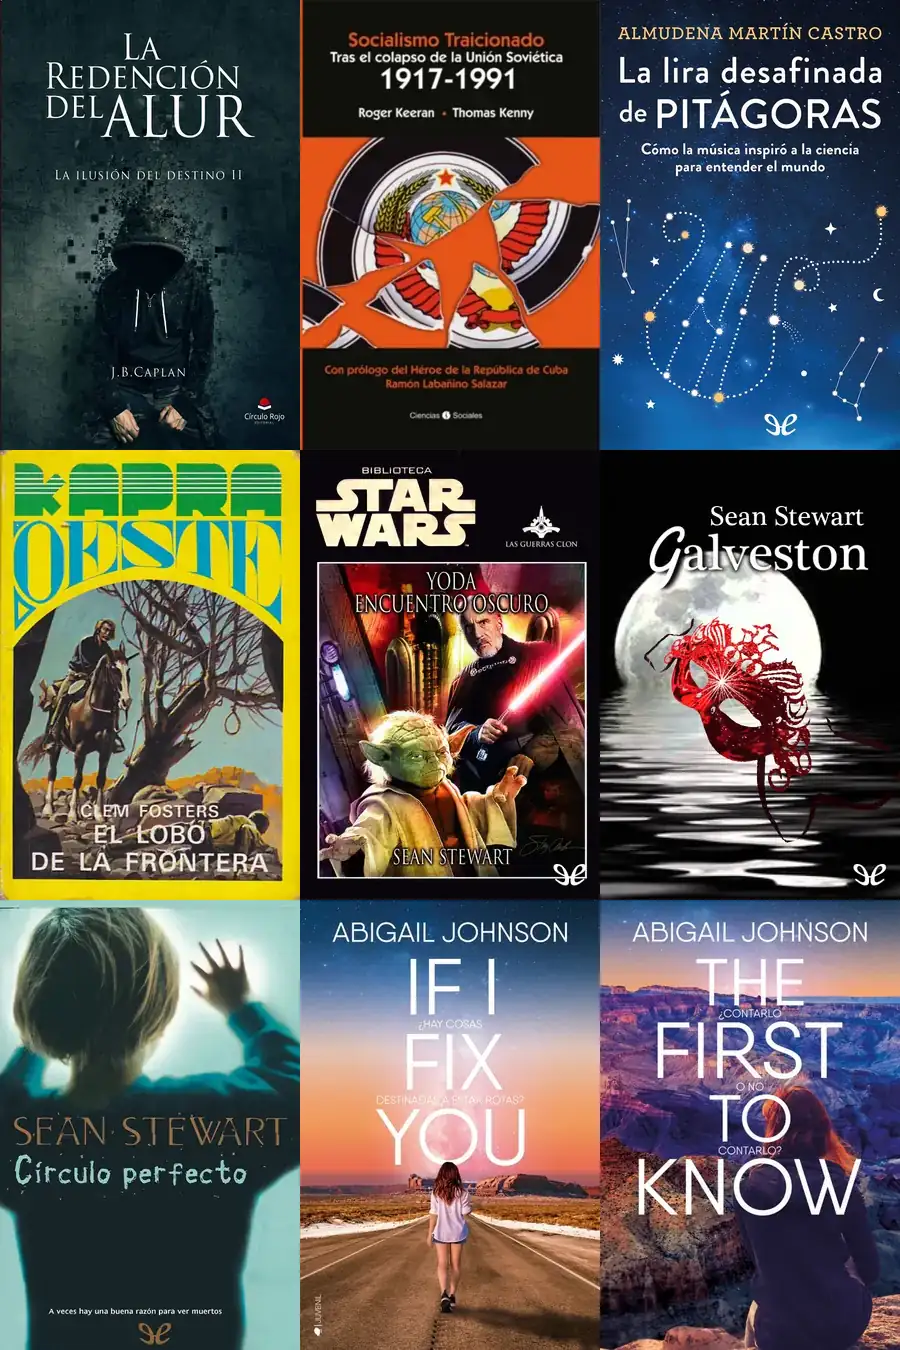 LA
REDENCIÓN
DEL ALUR
LA ILUSIÓN DEL DESTINO II
J.B.CAPLAN
Círculo Rojo
EDITORIAL
Socialismo Traicionado
Tras el colapso de la Unión Soviética
1917-1991
Roger Keeran • Thomas Kenny
Con prólogo del Héroe de la República de Cuba
Ramón Labañino Salazar
Ciencias Sociales
ALMUDENA MARTÍN CASTRO
La lira desafinada
de PITÁGORAS
Cómo la música inspiró a la ciencia
para entender el mundo
KAPRA
OESTE
CLEM FOSTERS
EL LOBO
DE LA FRONTERA
BIBLIOTECA
STAR
WARS
LAS GUERRAS CLON
YODA
ENCUENTRO OSCURO
SEAN STEWART
Sean Stewart
Galveston
SEAN STEWART
Círculo perfecto
A veces hay una buena razón para ver muertos
ABIGAIL JOHNSON
IF I
¿HAY COSAS
FIX
DESTINADAS A ESTAR ROTAS?
YOU
JUVENIL
ABIGAIL JOHNSON
THE
¿CONTARLO
FIRST
O NO
TO
CONTARLO?
KNOW